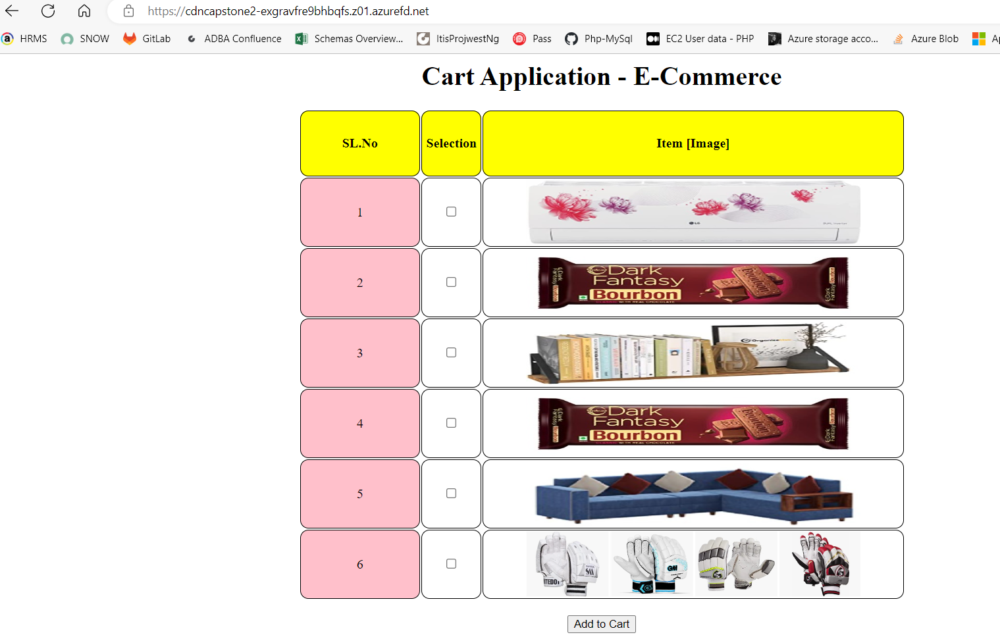 https://cdncapstone2-exgravfre9bhbqfs.z01.azurefd.net
HRMS SNOW GitLab ADBA Confluence Schemas Overview... ItisProjwestNg Pass Php-MySql EC2 User data - PHP Azure storage acco... Azure Blob
Cart Application - E-Commerce
SL.No Selection Item [Image]
1
LG
2
Dark
Fantasy
Bourbon
3
4
Dark
Fantasy
Bourbon
5
6
GM
Add to Cart